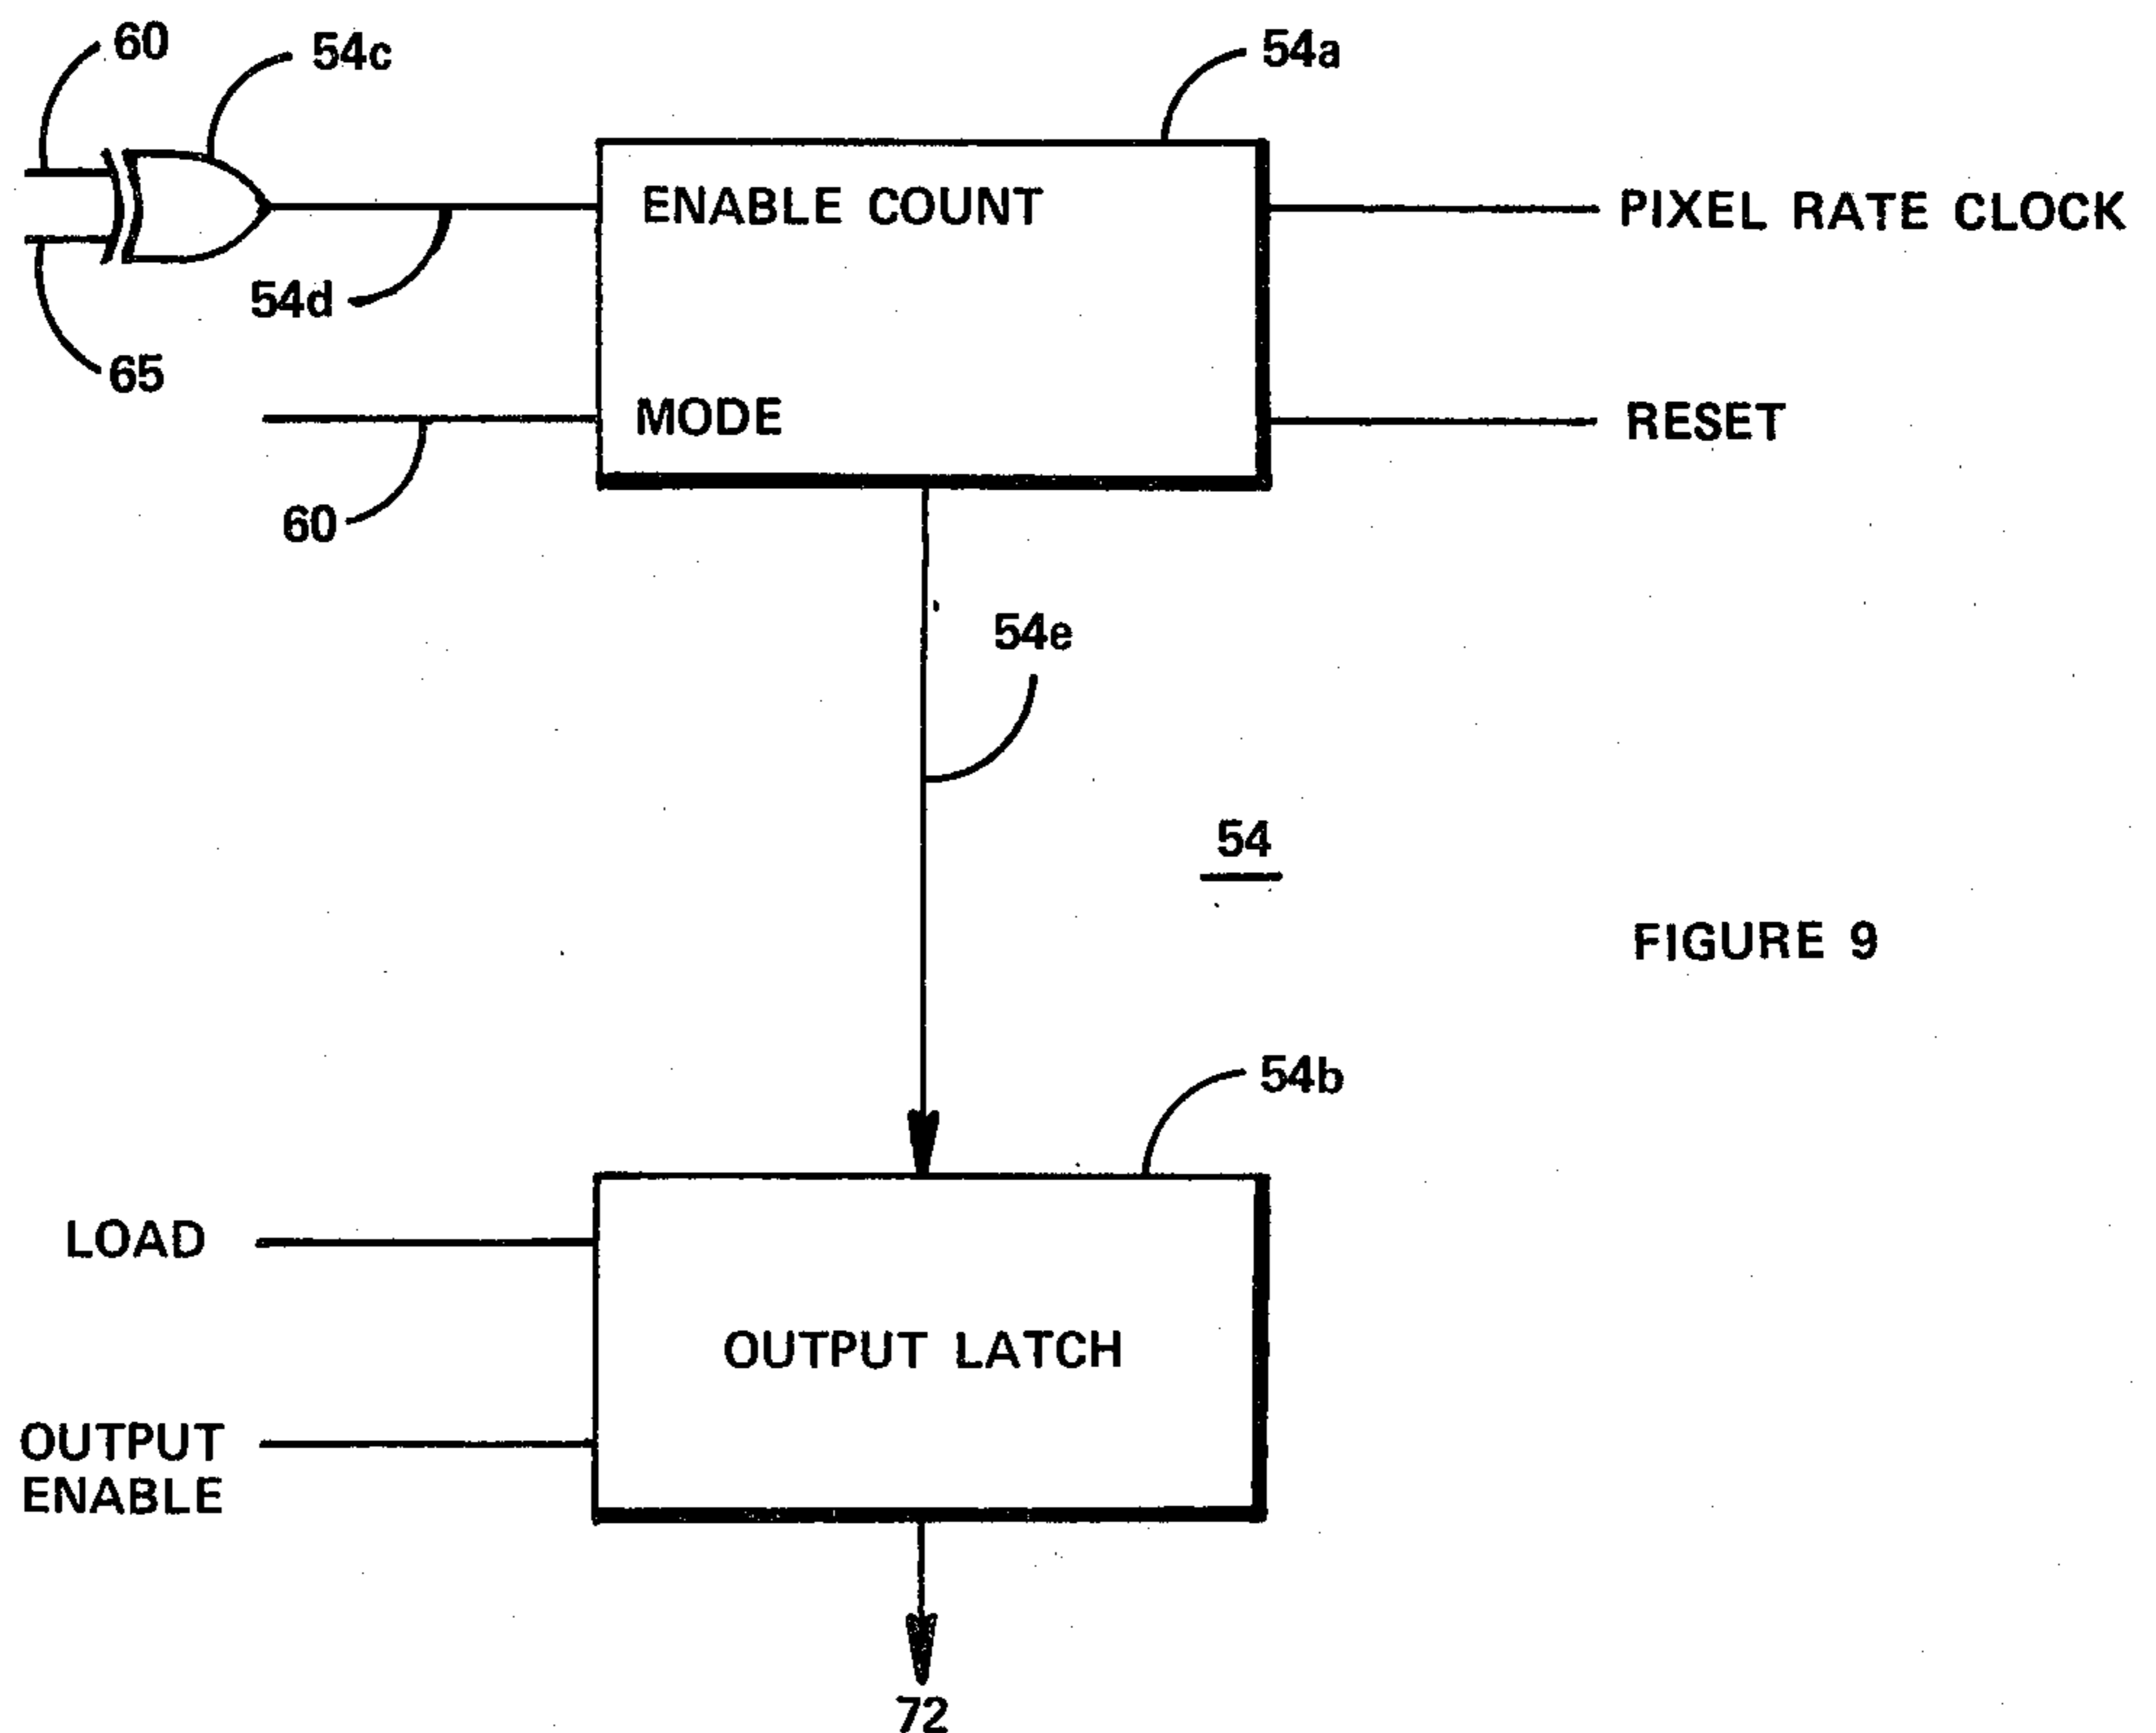 60
54c
54a
ENABLE COUNT
PIXEL RATE CLOCK
54d
65
MODE
RESET
60
54e
54
FIGURE 9
54b
LOAD
OUTPUT LATCH
OUTPUT
ENABLE
72